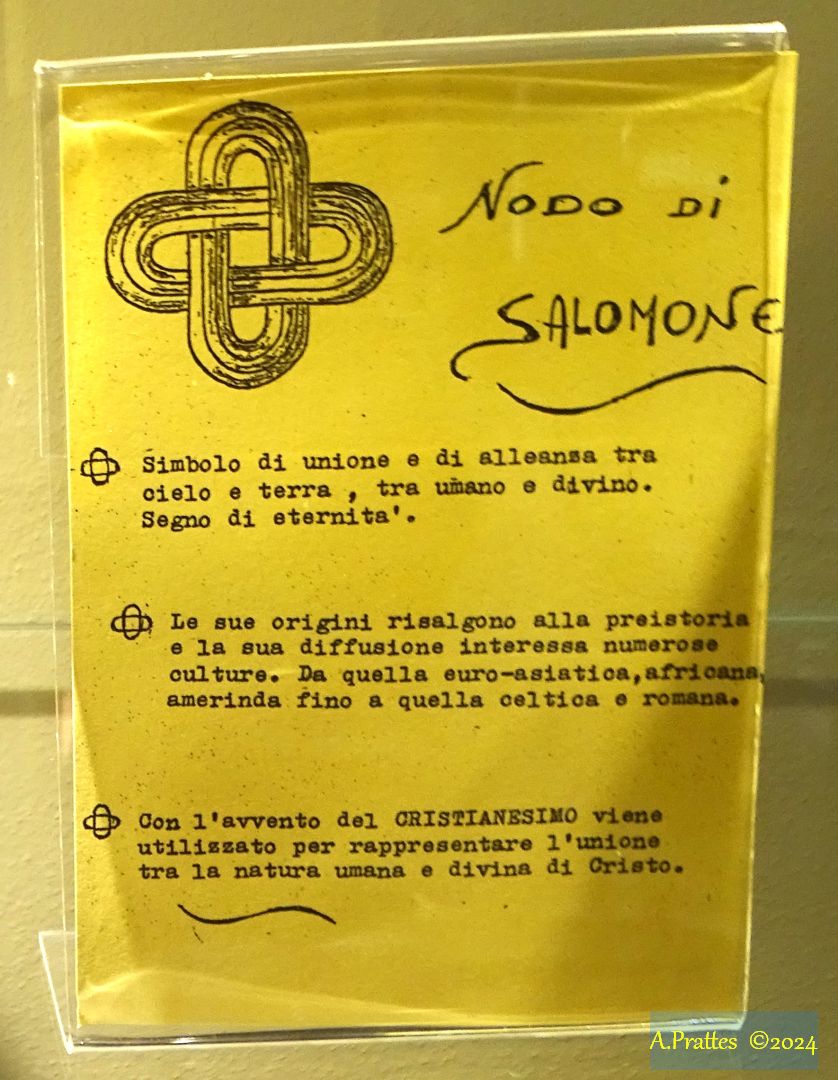 NODO DI
SALOMONE
Simbolo di unione e di alleanza tra
cielo e terra , tra umano e divino.
Segno di eternita'.
Le sue origini risalgono alla preistoria
e la sua diffusione interessa numerose
culture. Da quella euro-asiatica,africana,
amerinda fino a quella celtica e romana.
Con l'avvento del CRISTIANESIMO viene
utilizzato per rappresentare l'unione
tra la natura umana e divina di Cristo.
A.Prattes ©2024